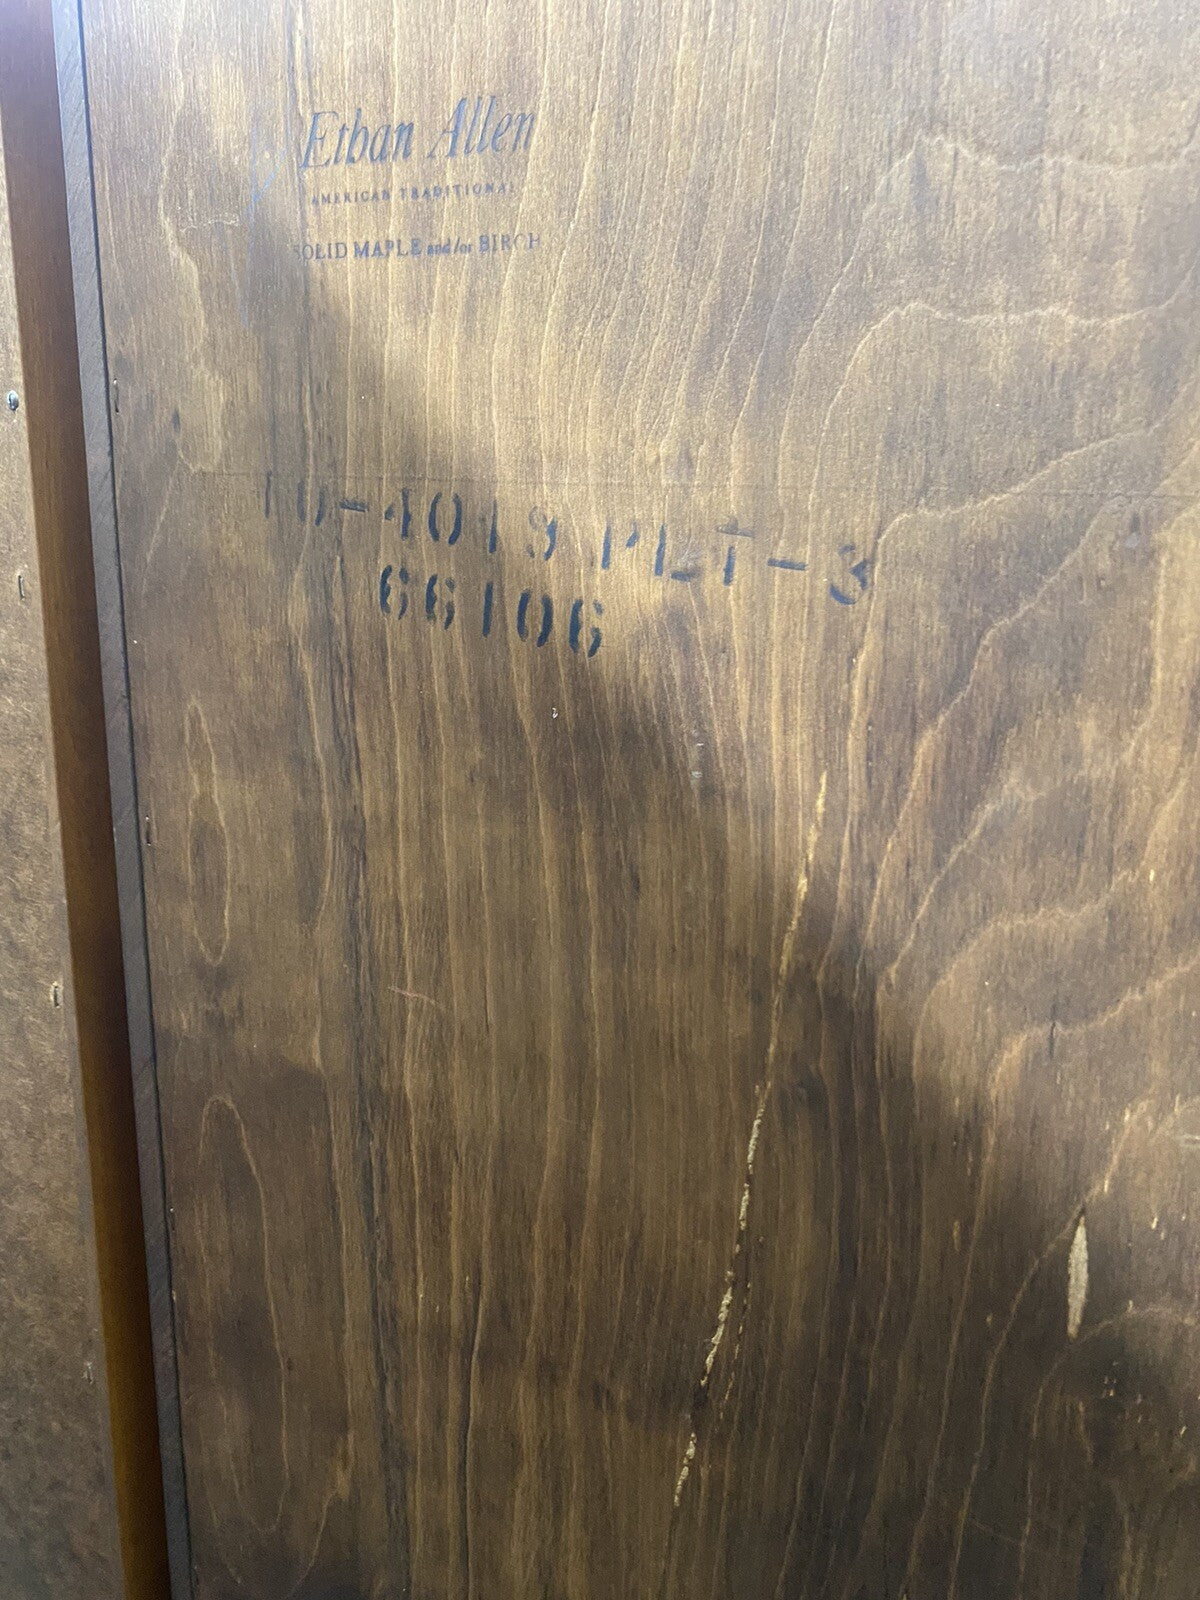 Ethan Allen
AMERICAN TRADITIONAL
SOLID MAPLE and/or BIRCH
10-4019 PLT-3
66106